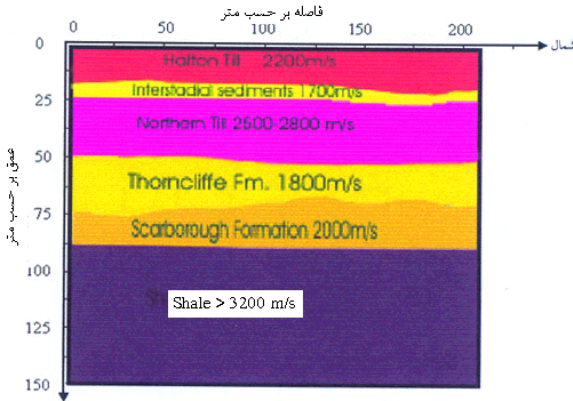 فاصله بر حسب متر
0 50 100 150 200
شمال
0
Halton Till 2200m/s
Interstadial sediments 1700m/s
25
Northern Till 2500-2800 m/s
50
Thorncliffe Fm. 1800m/s
عمق بر حسب متر
75
Scarborough Formation 2000m/s
100
Shale > 3200 m/s
125
150